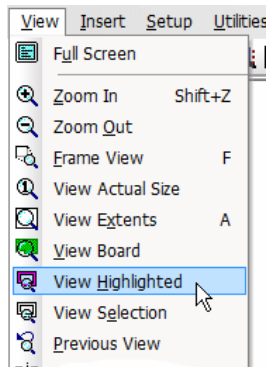 View Insert Setup Utilities
Full Screen
Zoom In Shift+Z
Zoom Out
Frame View F
View Actual Size
View Extents A
View Board
View Highlighted
View Selection
Previous View